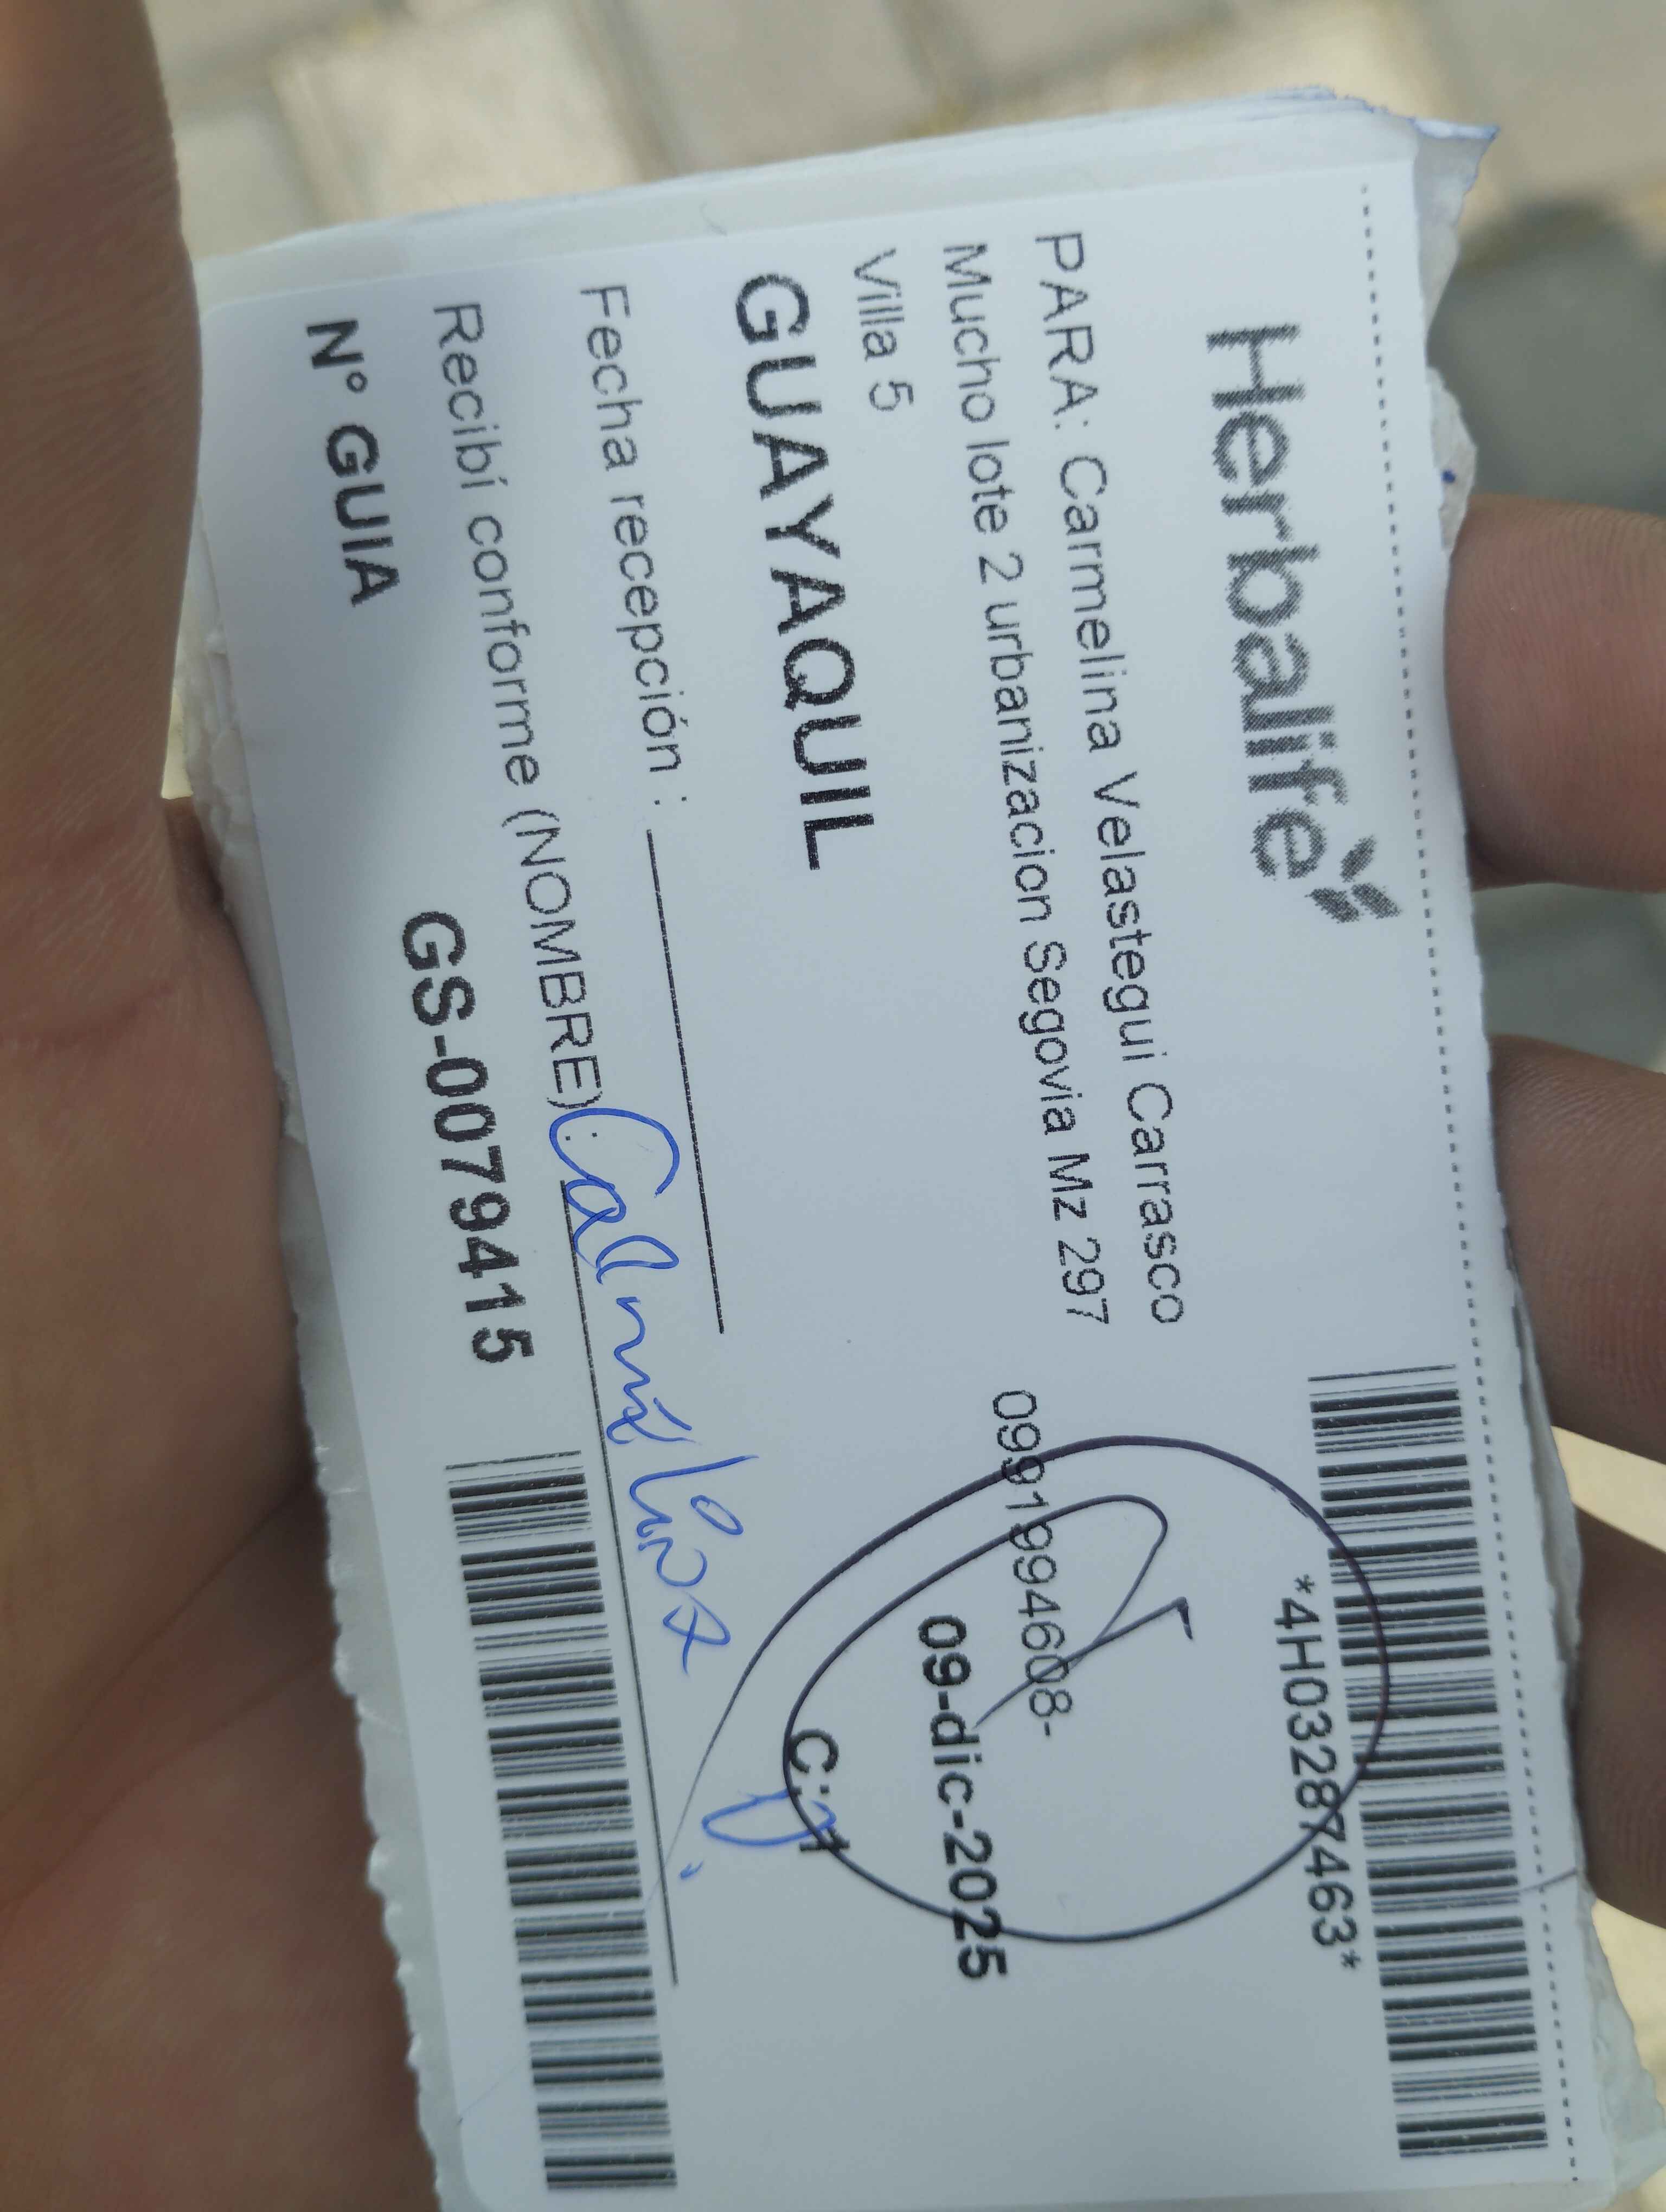 Herbalife
*4H03287463*
PARA: Carmelina Velastegui Carrasco
Mucho lote 2 urbanizacion Segovia Mz 297
Villa 5
0991994608-
GUAYAQUIL
09-dic-2025
Fecha recepción :
C: 1
Recibí conforme (NOMBRE):
N° GUIA GS-0079415